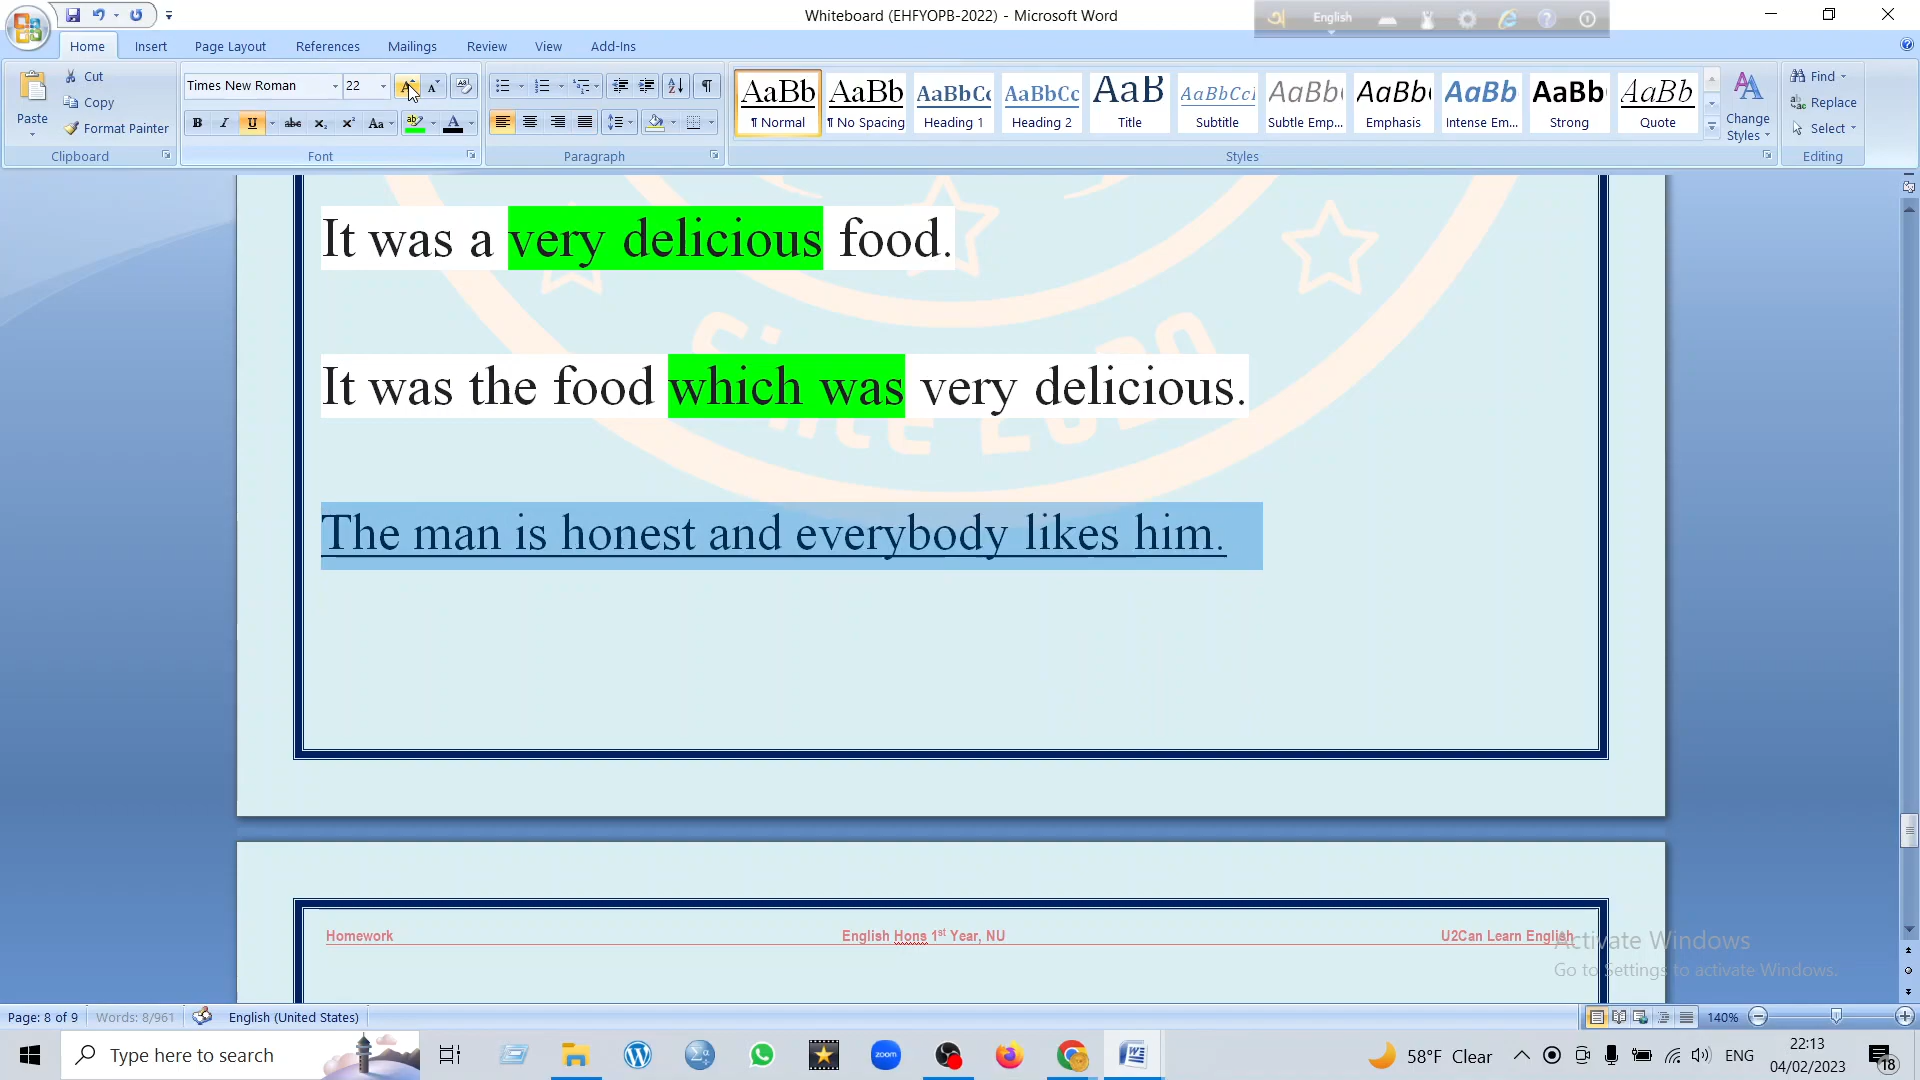 Whiteboard (EHFYOPB-2022) - Microsoft Word
English
Home Insert Page Layout References Mailings Review View Add-Ins
Paste
Cut
Copy
Format Painter
Clipboard
Times New Roman 22
Font
Paragraph
AaBb AaBb AaBbCc AaBbCc AaB AaBbCcI AaBb( AaBb( AaBb AaBb AaBb
¶ Normal ¶ No Spacing Heading 1 Heading 2 Title Subtitle Subtle Emp... Emphasis Intense Em... Strong Quote
Change Styles
Styles
Find
Replace
Select
Editing
It was a very delicious food.
It was the food which was very delicious.
The man is honest and everybody likes him.
Homework English Hons 1st Year, NU U2Can Learn English
Activate Windows
Go to Settings to activate Windows.
Page: 8 of 9 Words: 8/961 English (United States) 140%
Type here to search
zoom
58°F Clear
ENG
22:13
04/02/2023
18